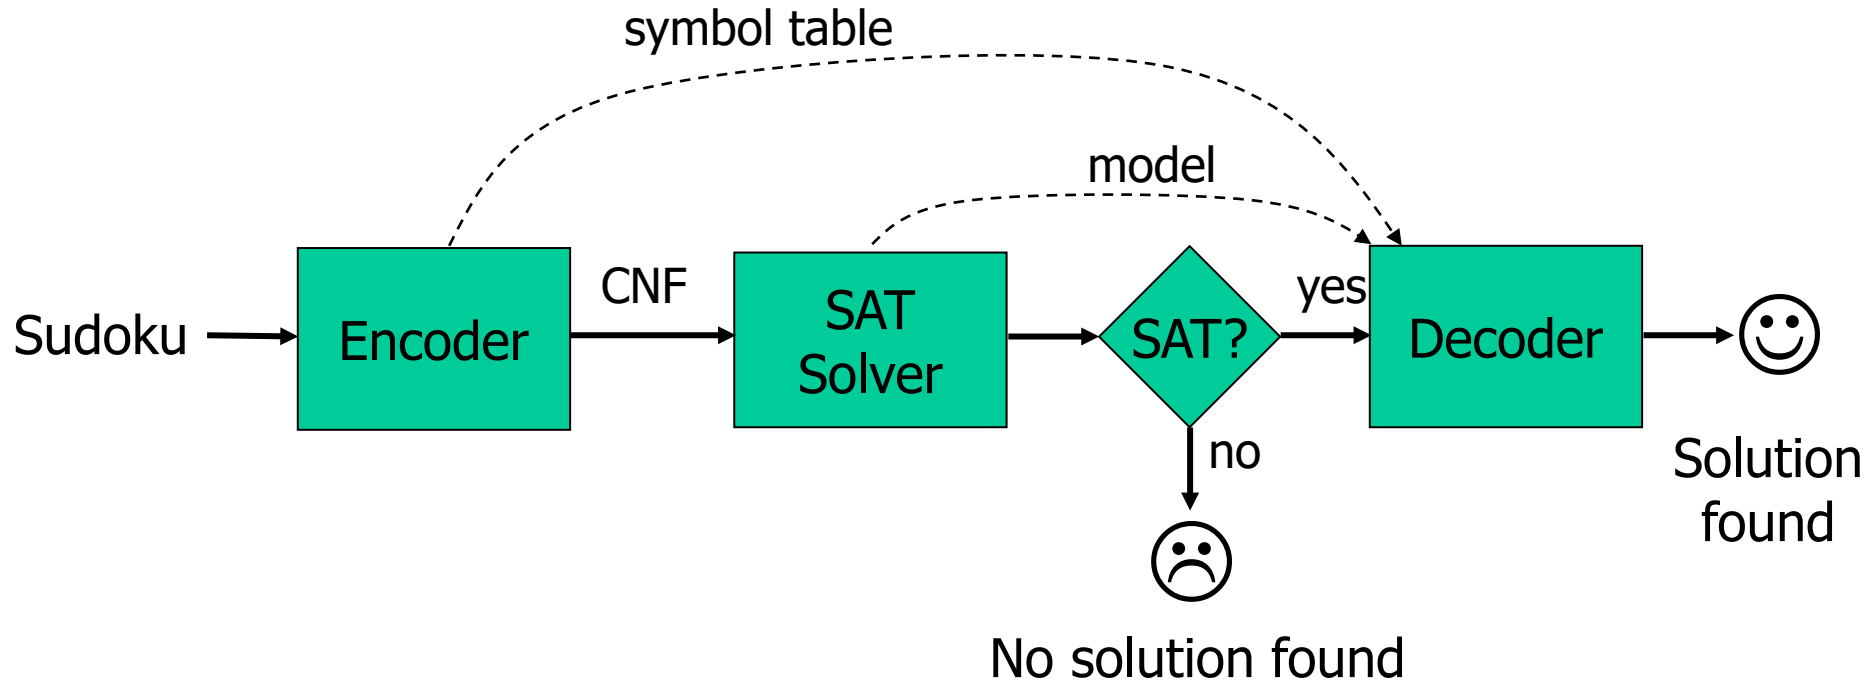 symbol table
model
Sudoku
Encoder
CNF
SAT
Solver
SAT?
yes
Decoder
no
Solution
found
No solution found